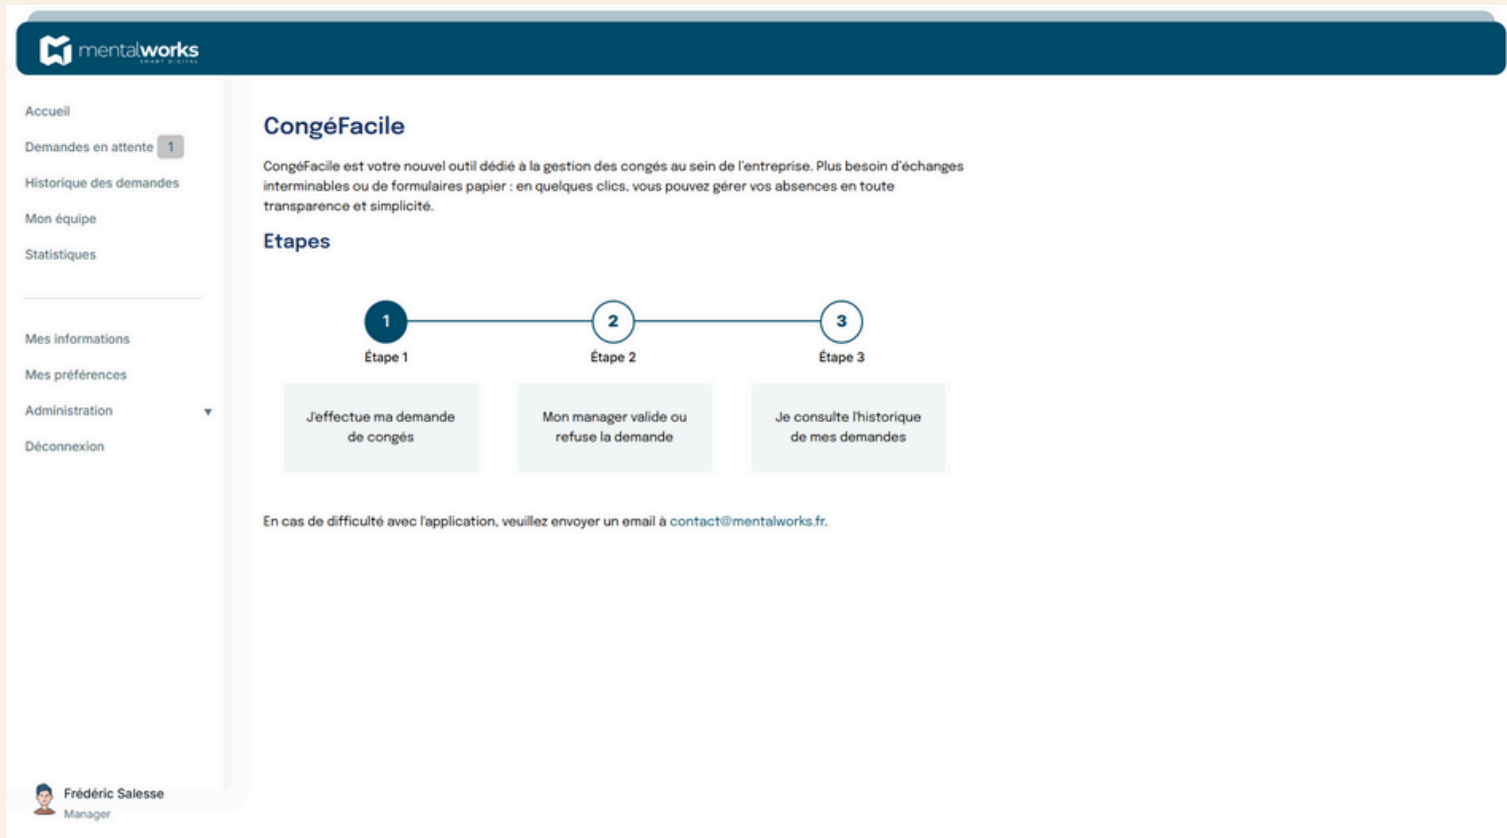 mentalworks
SMART DIGITAL
Accueil
Demandes en attente 1
Historique des demandes
Mon équipe
Statistiques
Mes informations
Mes préférences
Administration
Déconnexion
Frédéric Salesse
Manager
CongéFacile
CongéFacile est votre nouvel outil dédié à la gestion des congés au sein de l'entreprise. Plus besoin d'échanges
interminables ou de formulaires papier : en quelques clics, vous pouvez gérer vos absences en toute
transparence et simplicité.
Etapes
1
Étape 1
J'effectue ma demande
de congés
2
Étape 2
Mon manager valide ou
refuse la demande
3
Étape 3
Je consulte l'historique
de mes demandes
En cas de difficulté avec l'application, veuillez envoyer un email à contact@mentalworks.fr.